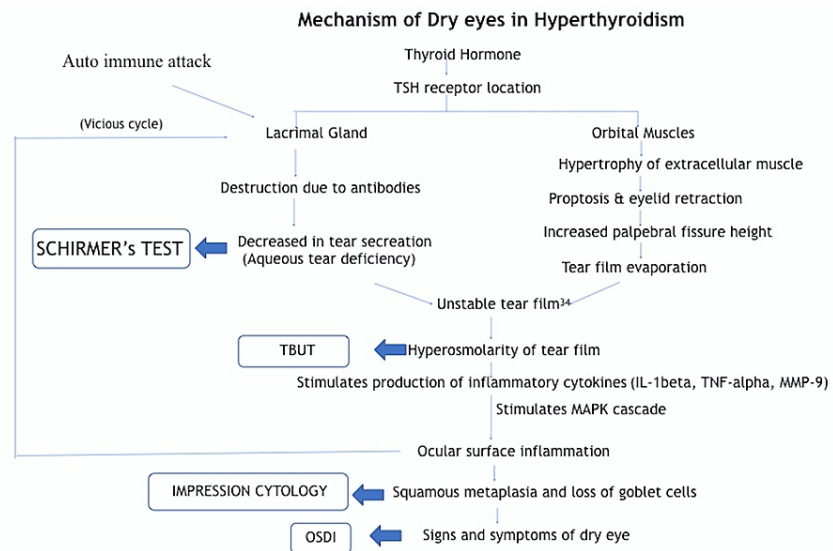 Mechanism of Dry eyes in Hyperthyroidism
Thyroid Hormone
Auto immune attack
TSH receptor location
(Vicious cycle)
Lacrimal Gland
Orbital Muscles
Hypertrophy of extracellular muscle
Destruction due to antibodies
Proptosis & eyelid retraction
Increased palpebral fissure height
SCHIRMER's TEST
Decreased in tear secreation
(Aqueous tear deficiency)
Tear film evaporation
Unstable tear film³⁴
TBUT
Hyperosmolarity of tear film
Stimulates production of inflammatory cytokines (IL-1beta, TNF-alpha, MMP-9)
Stimulates MAPK cascade
Ocular surface inflammation
IMPRESSION CYTOLOGY
Squamous metaplasia and loss of goblet cells
OSDI
Signs and symptoms of dry eye